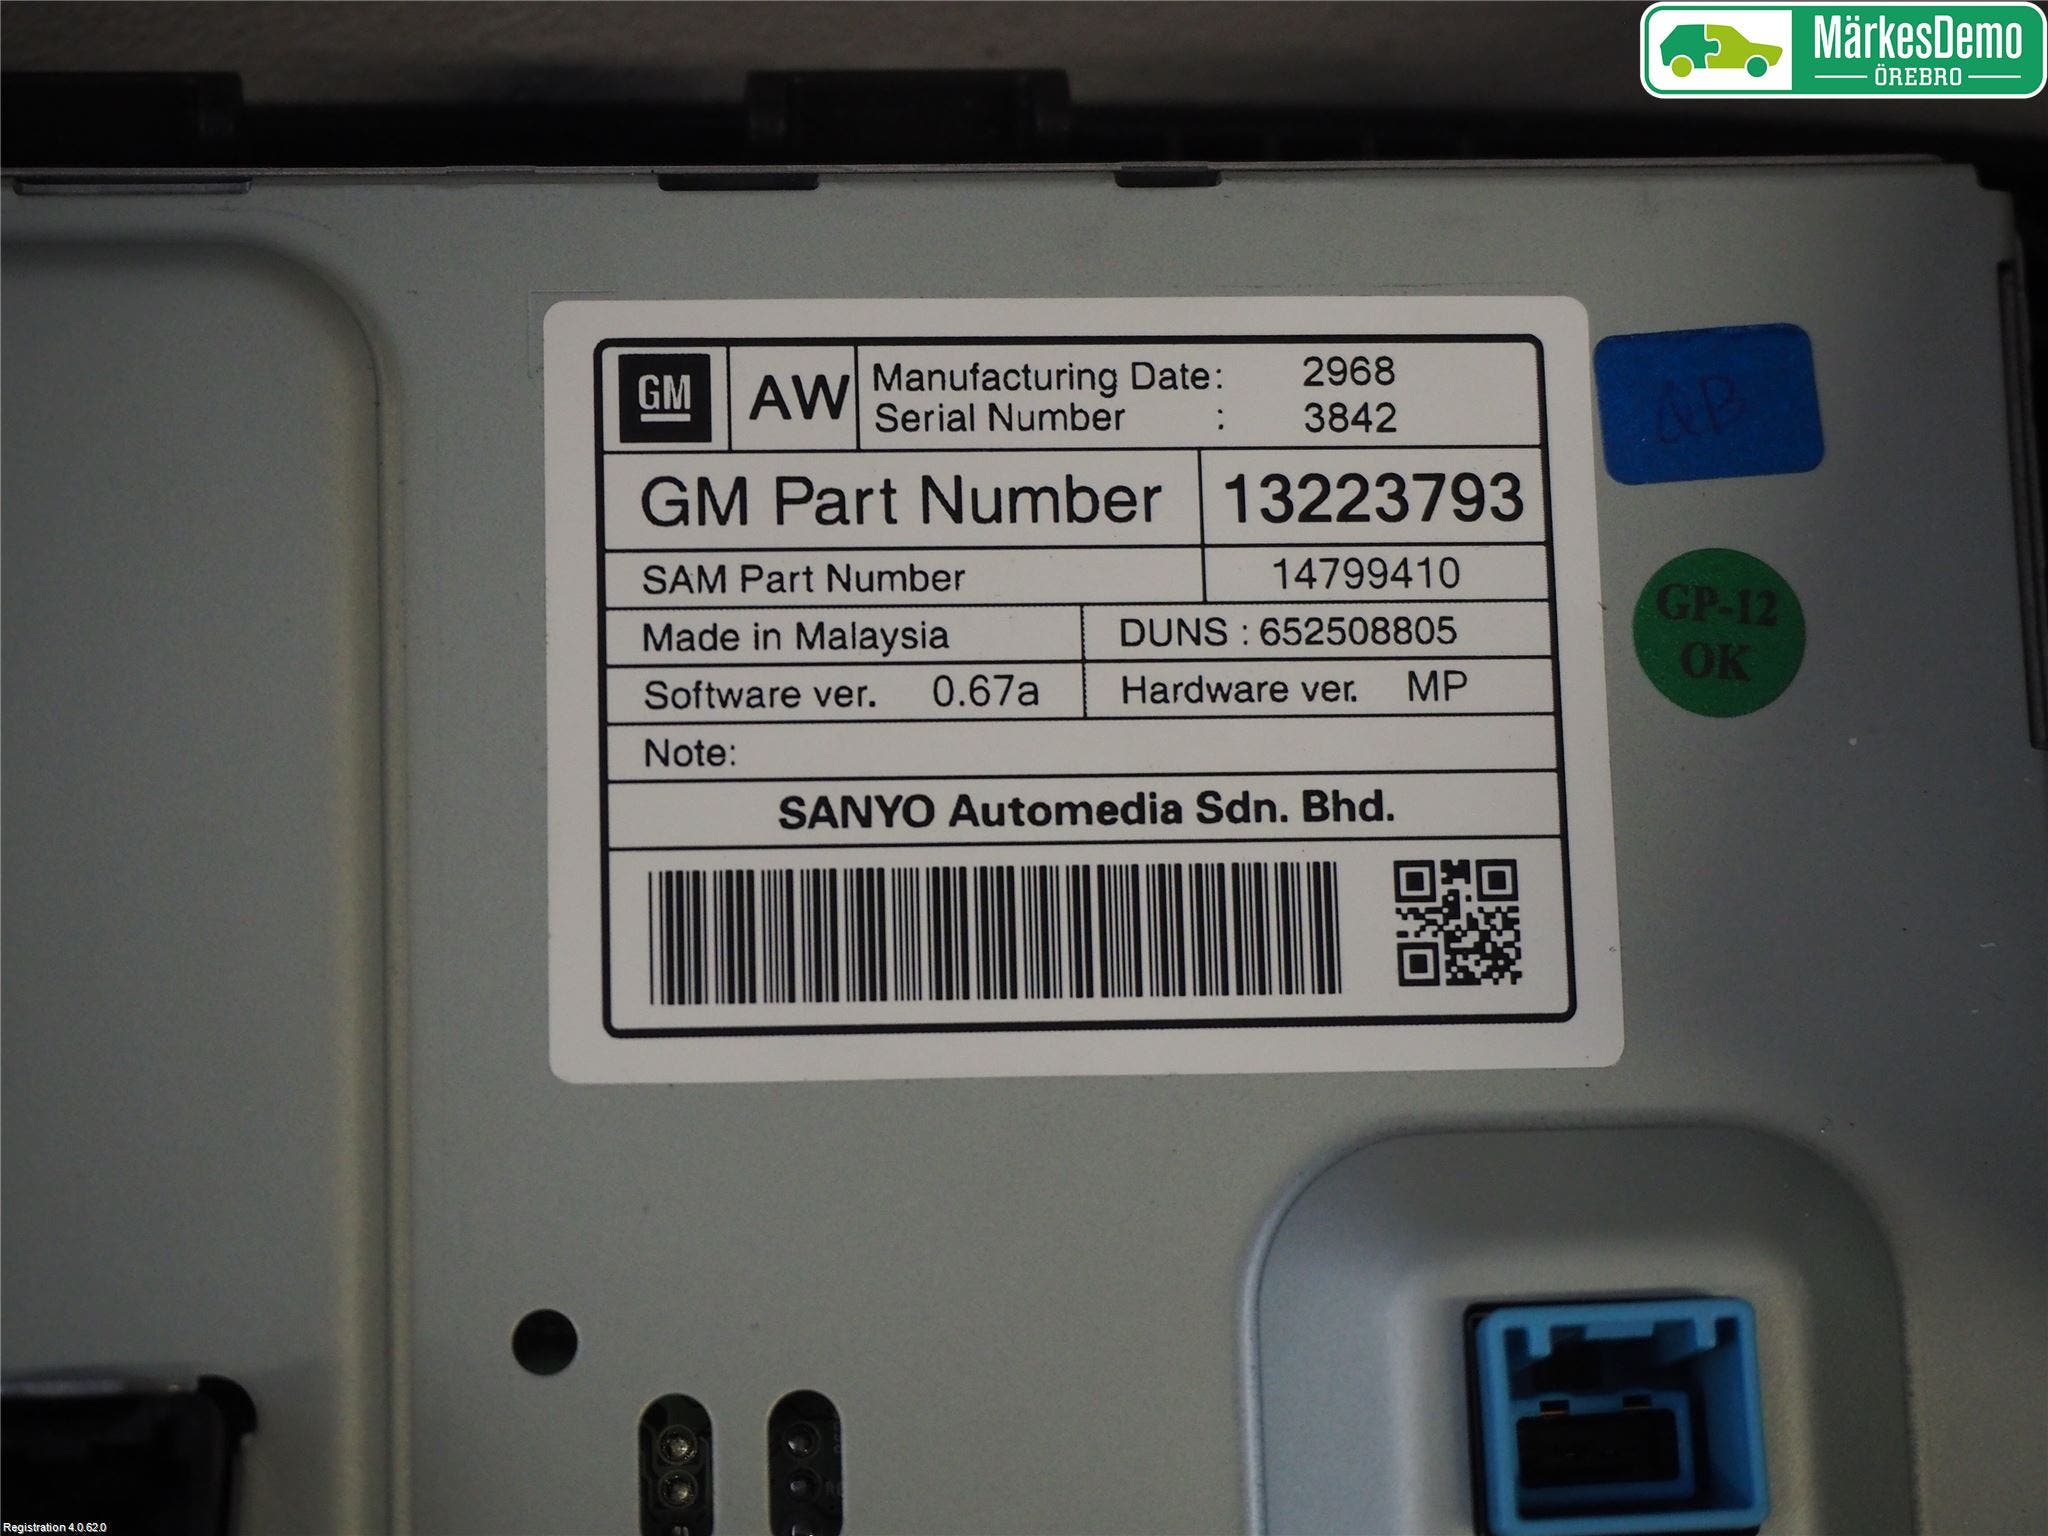 MärkesDemo
ÖREBRO
GM AW Manufacturing Date: 2968
Serial Number : 3842
GM Part Number 13223793
SAM Part Number 14799410
Made in Malaysia DUNS : 652508805
Software ver. 0.67a Hardware ver. MP
Note:
SANYO Automedia Sdn. Bhd.
GP-12
OK
Registration 4.0.62.0